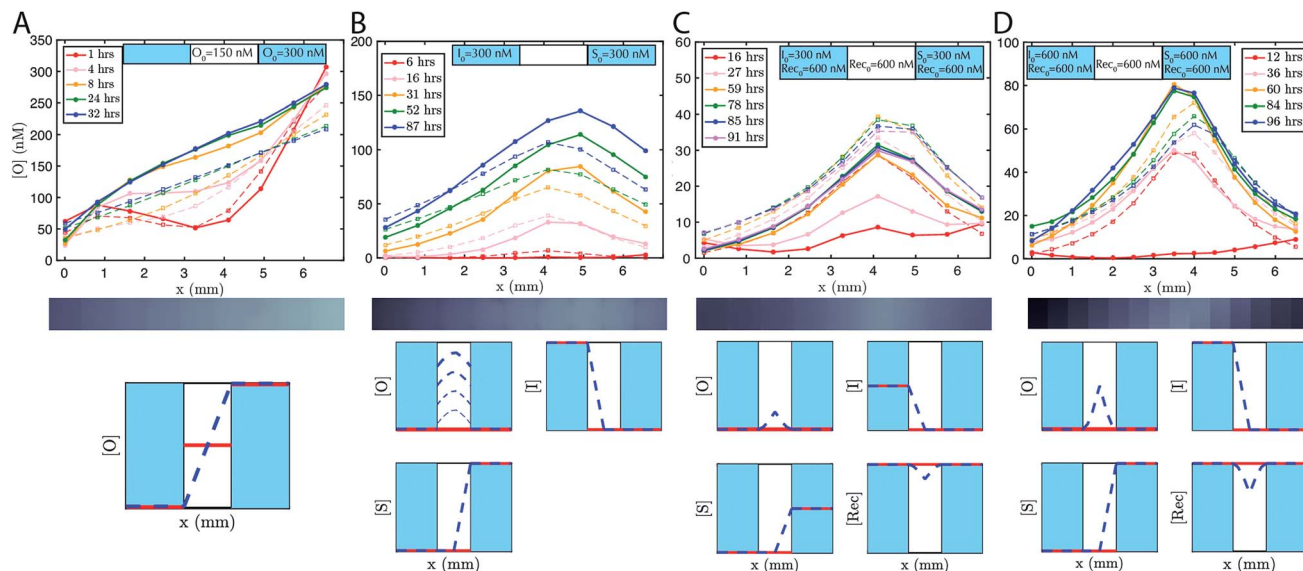 A
B
C
D
350
300
250
200
150
100
50
0
[O] (nM)
1 hrs
4 hrs
8 hrs
24 hrs
32 hrs
O₀=150 nM
O₀=300 nM
0 1 2 3 4 5 6
x (mm)
200
150
100
50
0
6 hrs
16 hrs
31 hrs
52 hrs
87 hrs
I₀=300 nM
S₀=300 nM
0 1 2 3 4 5 6
x (mm)
60
50
40
30
20
10
0
16 hrs
27 hrs
59 hrs
78 hrs
85 hrs
91 hrs
I₀=300 nM
Rec₀=600 nM
Rec₀=600 nM
S₀=300 nM
Rec₀=600 nM
0 1 2 3 4 5 6
x (mm)
100
80
60
40
20
0
I₀=600 nM
Rec₀=600 nM
Rec₀=600 nM
S₀=600 nM
Rec₀=600 nM
12 hrs
36 hrs
60 hrs
84 hrs
96 hrs
0 1 2 3 4 5 6
x (mm)
[O]
x (mm)
[O]
[I]
[S]
x (mm)
[O]
[I]
[S]
[Rec]
x (mm)
[O]
[I]
[S]
[Rec]
x (mm)